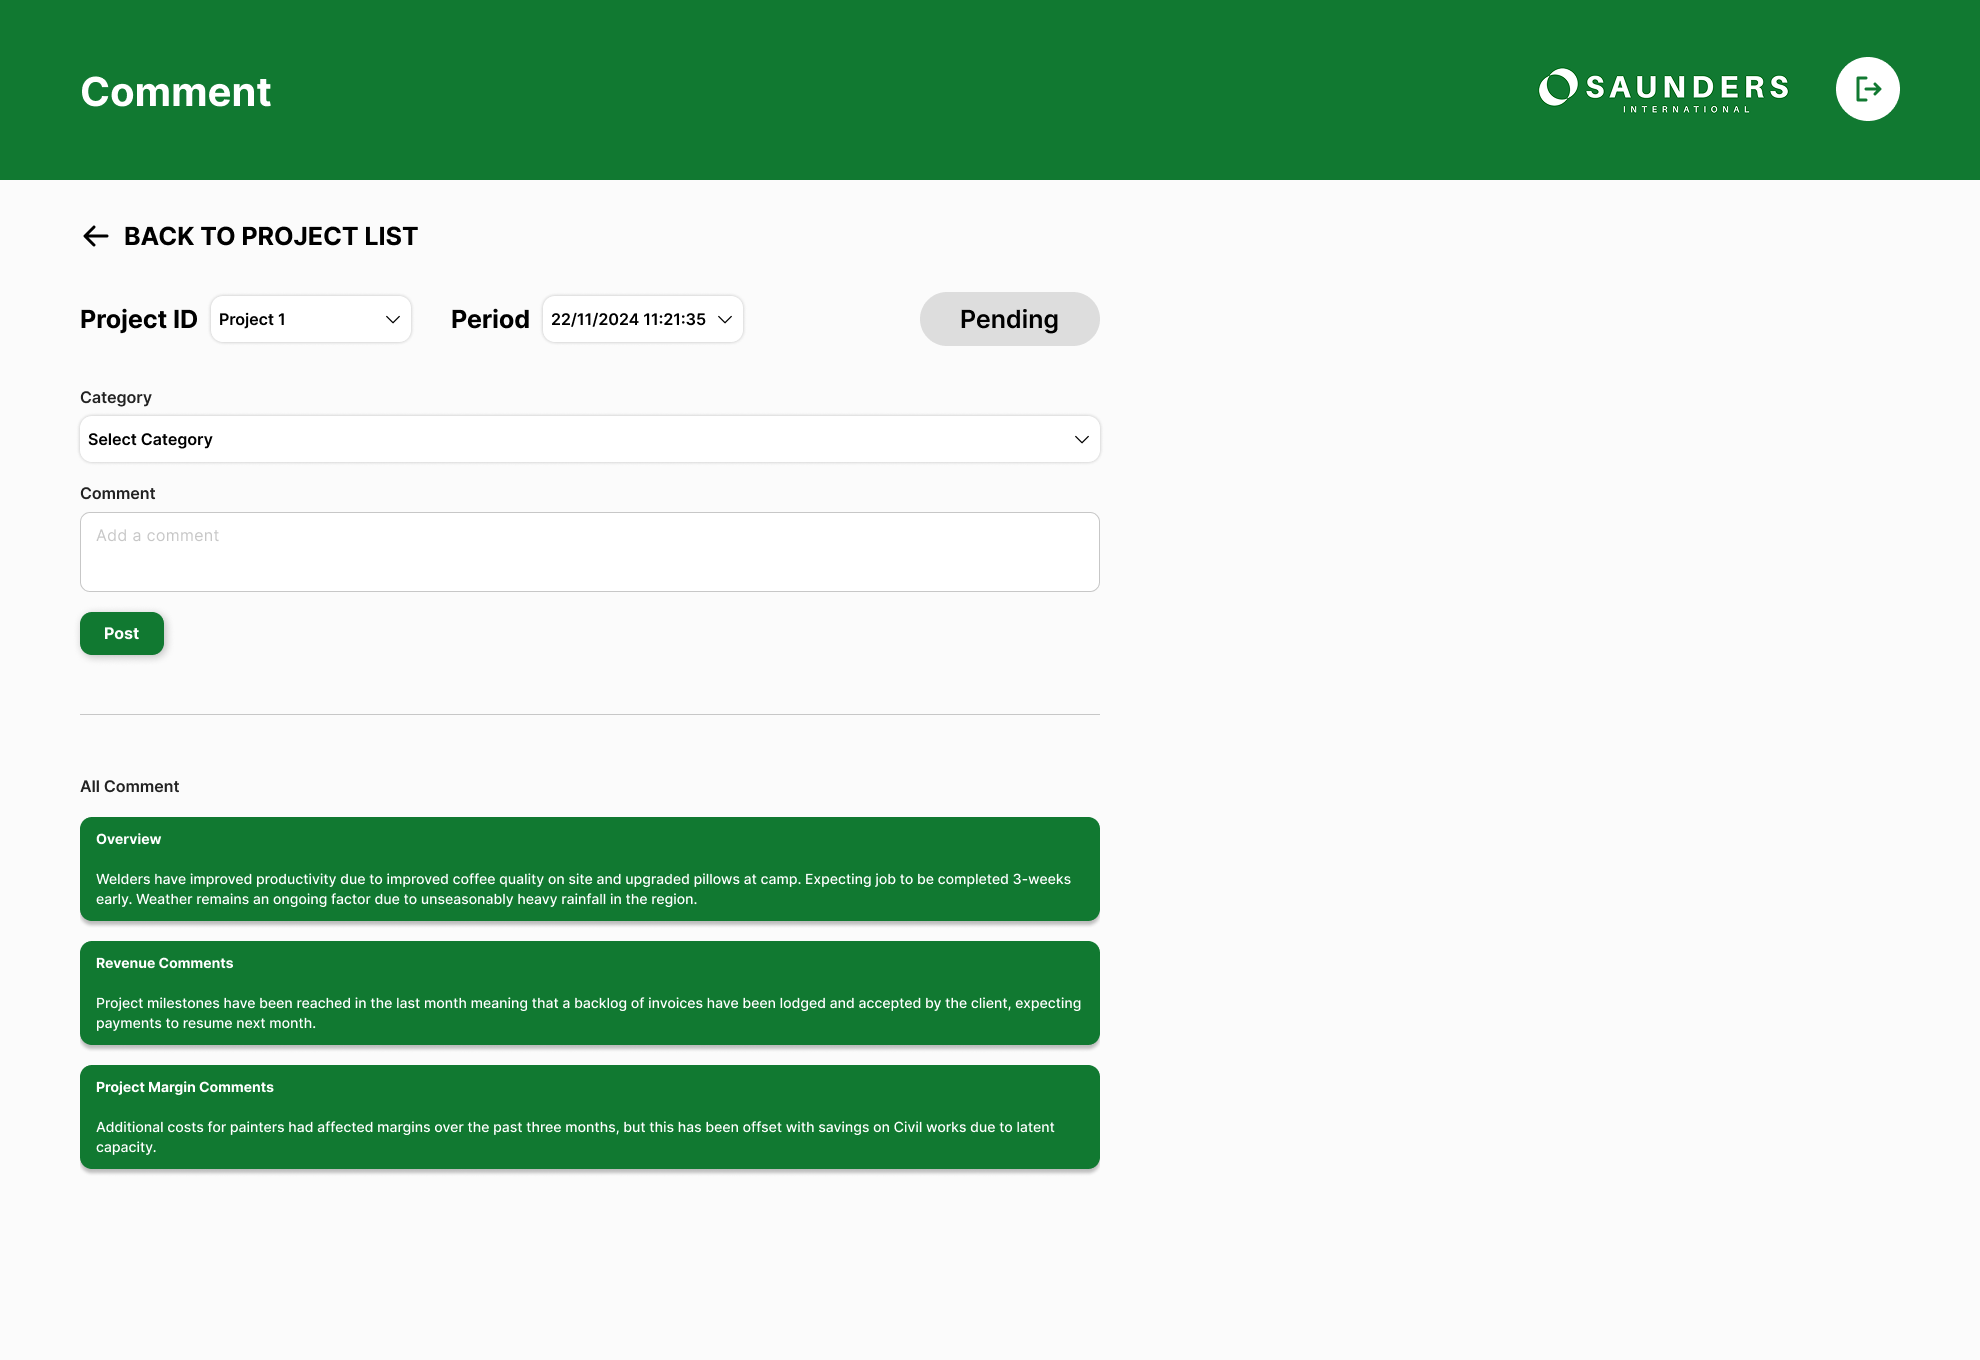 Comment
SAUNDERS
INTERNATIONAL
BACK TO PROJECT LIST
Project ID
Project 1
Period
22/11/2024 11:21:35
Pending
Category
Select Category
Comment
Add a comment
Post
All Comment
Overview
Welders have improved productivity due to improved coffee quality on site and upgraded pillows at camp. Expecting job to be completed 3-weeks
early. Weather remains an ongoing factor due to unseasonably heavy rainfall in the region.
Revenue Comments
Project milestones have been reached in the last month meaning that a backlog of invoices have been lodged and accepted by the client, expecting
payments to resume next month.
Project Margin Comments
Additional costs for painters had affected margins over the past three months, but this has been offset with savings on Civil works due to latent
capacity.